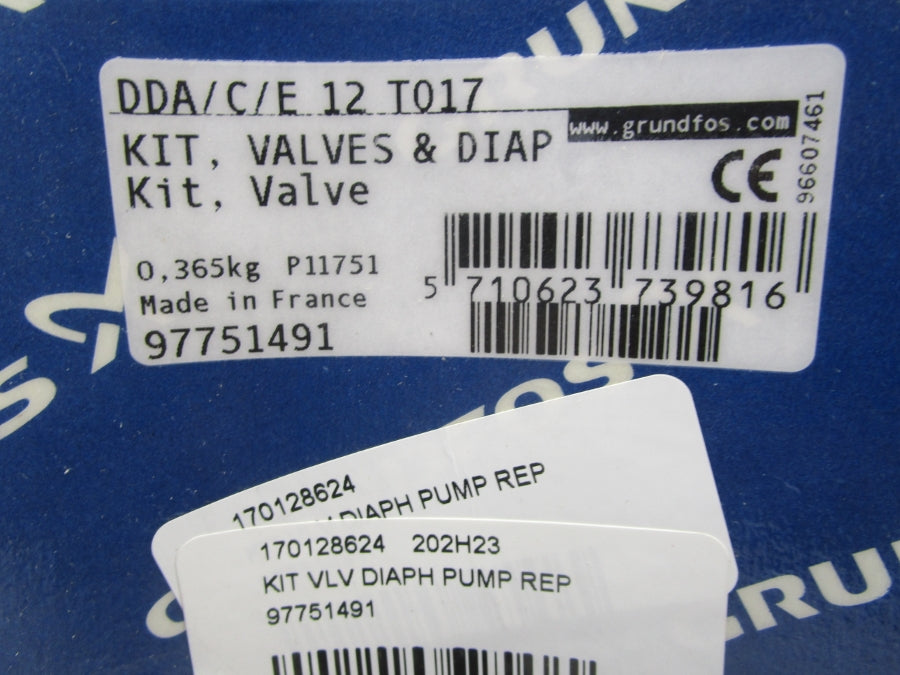 DDA/C/E 12 T017
www.grundfos.com
KIT, VALVES & DIAP
Kit, Valve
CE
96607461
0,365kg P11751
Made in France
97751491
5 710623 739816
170128624
DIAPH PUMP REP
170128624 202H23
KIT VLV DIAPH PUMP REP
97751491